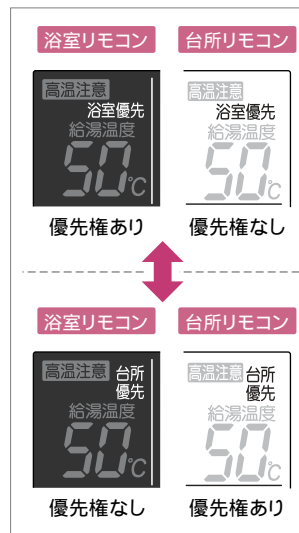 浴室リモコン 台所リモコン
高温注意 高温注意
浴室優先 浴室優先
給湯温度 給湯温度
50℃ 50℃
優先権あり 優先権なし
浴室リモコン 台所リモコン
高温注意 台所 高温注意 台所
優先 優先
給湯温度 給湯温度
50℃ 50℃
優先権なし 優先権あり